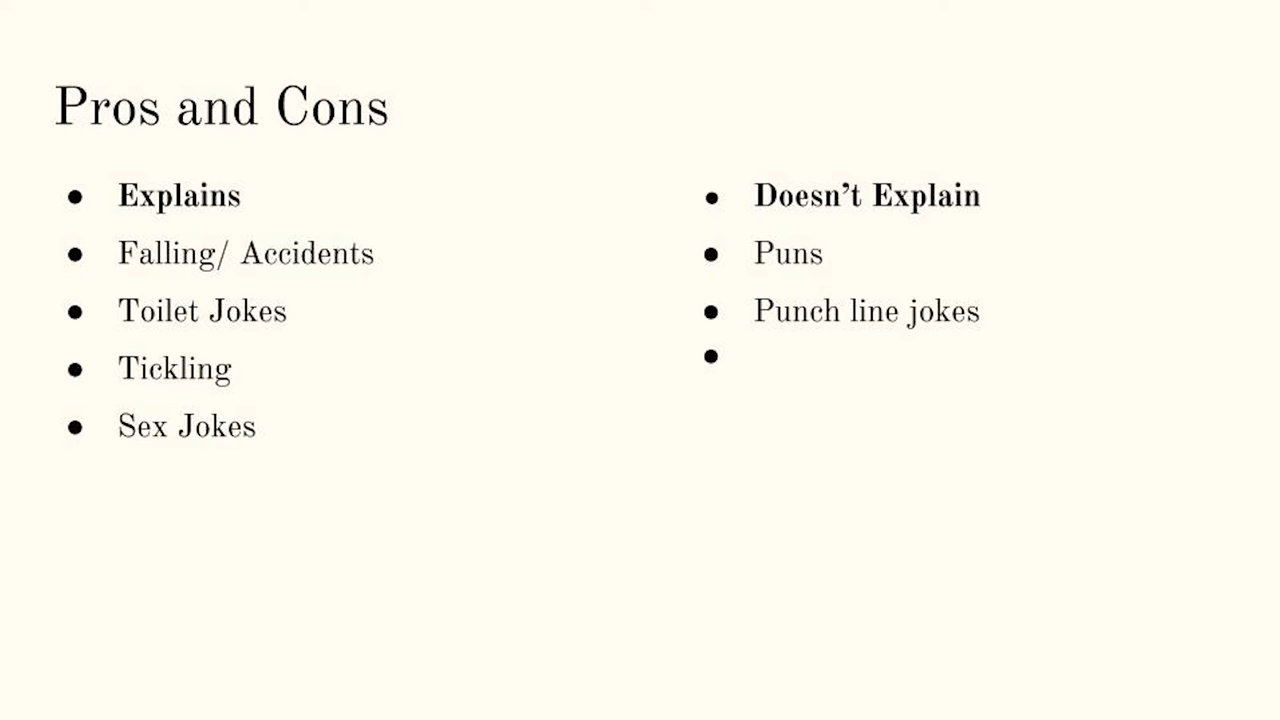 Pros and Cons
● Explains
● Falling/ Accidents
● Toilet Jokes
● Tickling
● Sex Jokes
● Doesn’t Explain
● Puns
● Punch line jokes
●